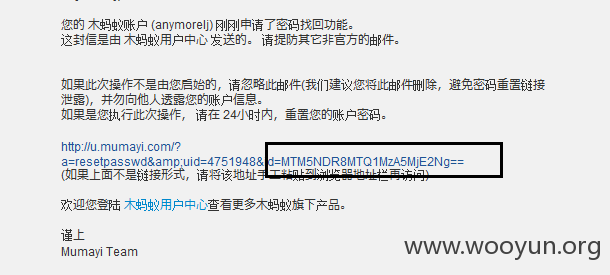 您的 木蚂蚁账户 (anymorelj) 刚刚申请了密码找回功能。
这封信是由 木蚂蚁用户中心 发送的。 请提防其它非官方的邮件。
如果此次操作不是由您启始的，请忽略此邮件(我们建议您将此邮件删除，避免密码重置链接
泄露)，并勿向他人透露您的账户信息。
如果是您执行此次操作， 请在 24小时内，重置您的账户密码。
http://u.mumayi.com/?
a=resetpasswd&amp;uid=4751948&id=MTM5NDR8MTQ1MzA5MjE2Ng==
(如果上面不是链接形式，请将该地址手工粘贴到浏览器地址栏再访问)
欢迎您登陆 木蚂蚁用户中心查看更多木蚂蚁旗下产品。
谨上
Mumayi Team
www.wooyun.org